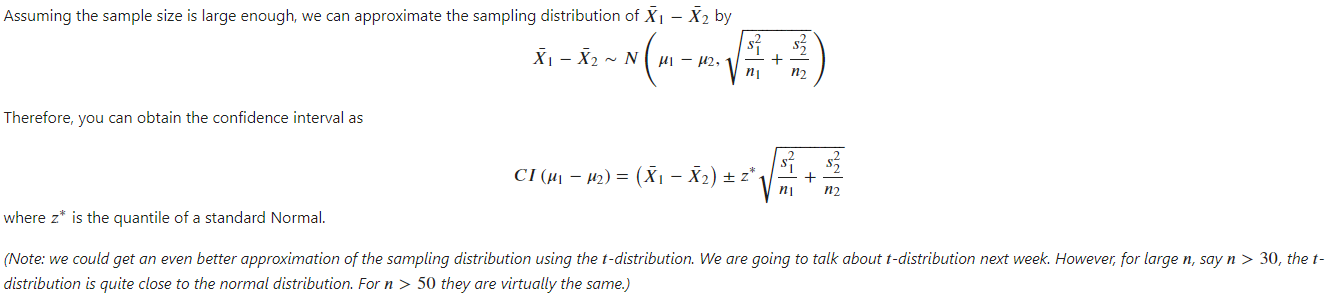 Assuming the sample size is large enough, we can approximate the sampling distribution of X̄₁ − X̄₂ by
X̄₁ − X̄₂ ~ N ( μ₁ − μ₂, √( s₁²/n₁ + s₂²/n₂ ) )
Therefore, you can obtain the confidence interval as
CI (μ₁ − μ₂) = (X̄₁ − X̄₂) ± z* √( s₁²/n₁ + s₂²/n₂ )
where z* is the quantile of a standard Normal.
(Note: we could get an even better approximation of the sampling distribution using the t-distribution. We are going to talk about t-distribution next week. However, for large n, say n > 30, the t-
distribution is quite close to the normal distribution. For n > 50 they are virtually the same.)